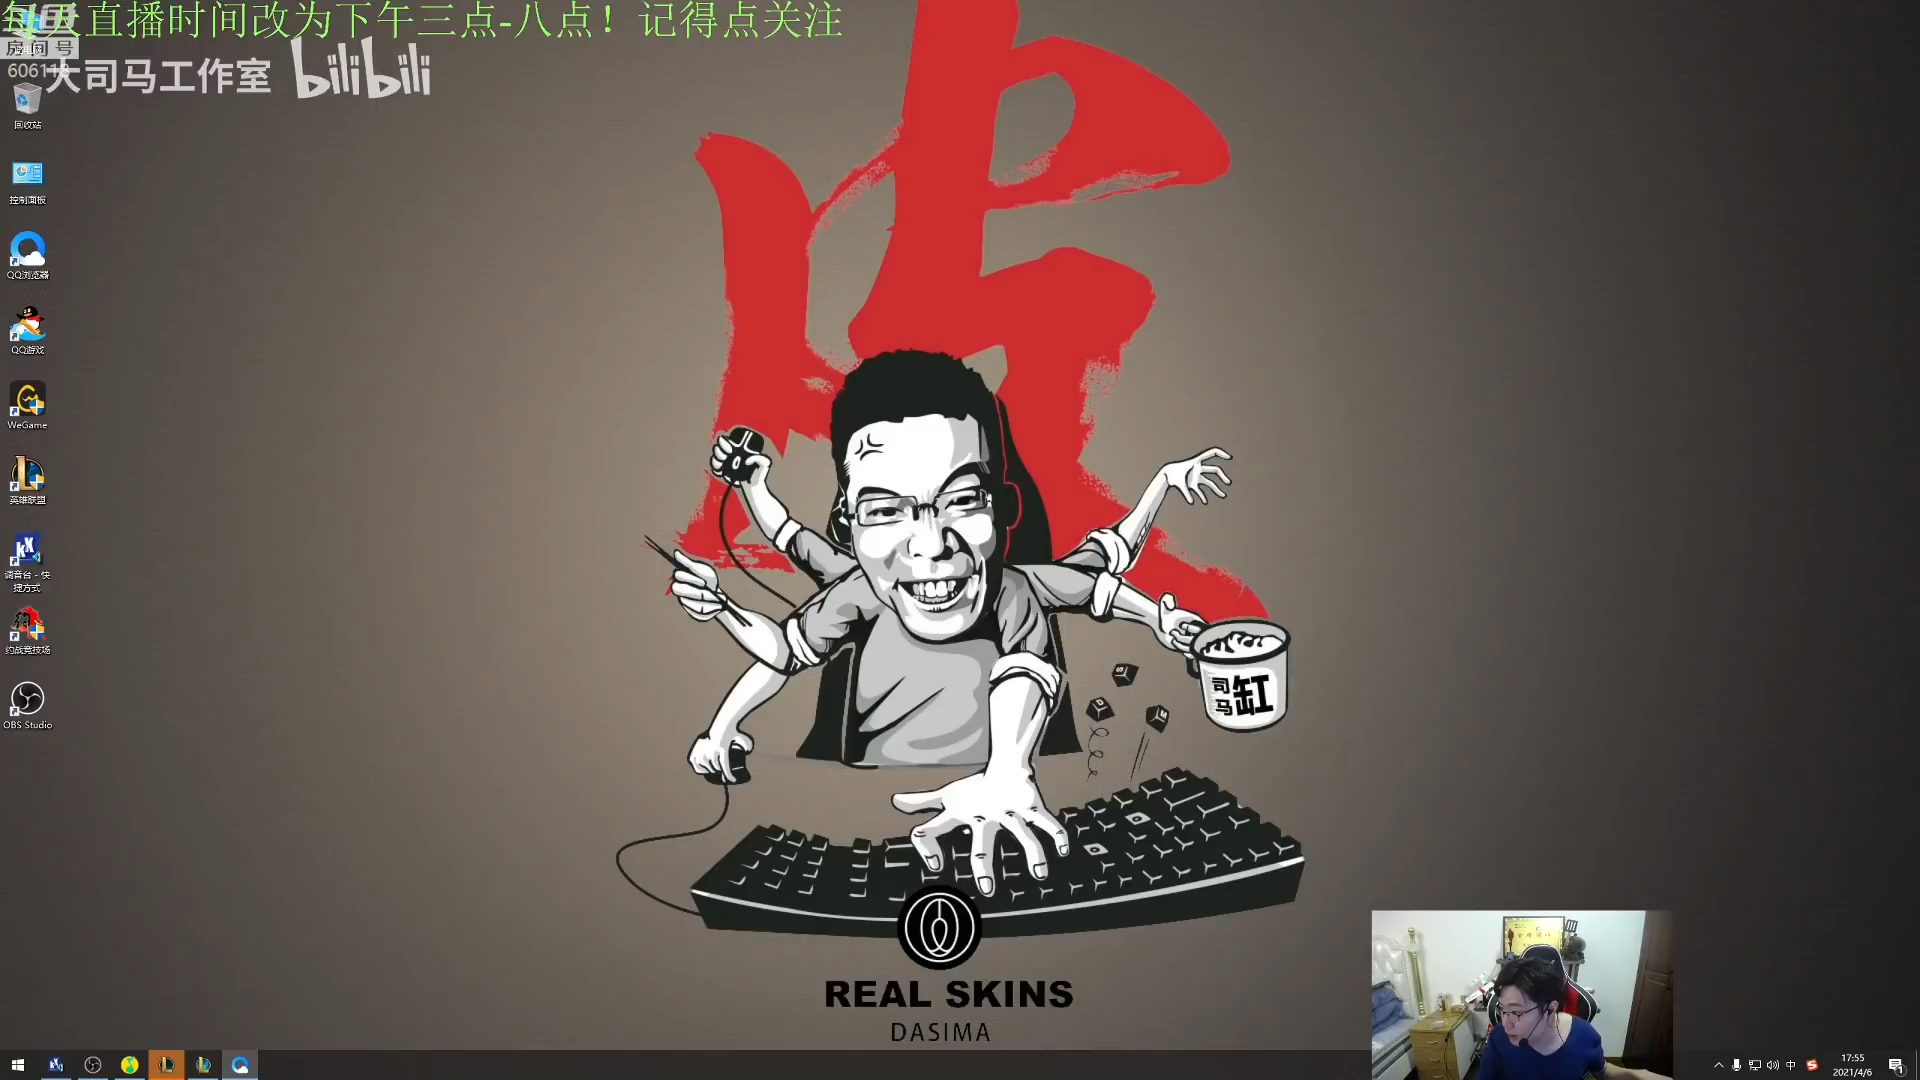 每天直播时间改为下午三点-八点！记得点关注
房间号
606118
大司马工作室 bilibili
回收站
控制面板
QQ浏览器
QQ游戏
WeGame
英雄联盟
调音台 - 快
捷方式
约战竞技场
OBS Studio
司马缸
S
D
M
REAL SKINS
DASIMA
中
17:55
2021/4/6
1